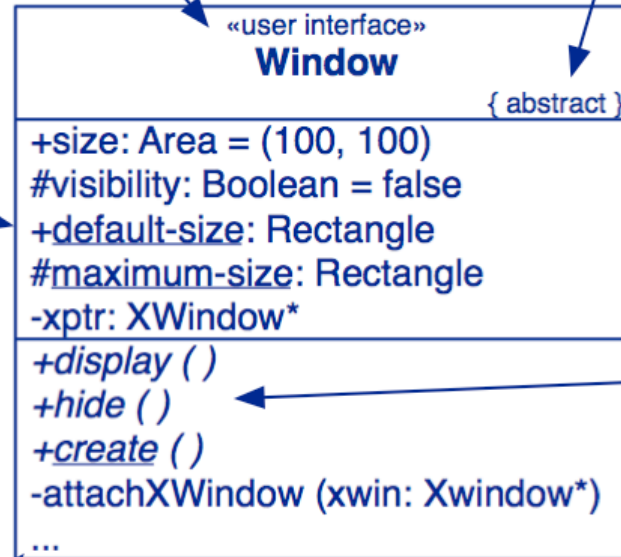 «user interface»
Window
{ abstract }
+size: Area = (100, 100)
#visibility: Boolean = false
+default-size: Rectangle
#maximum-size: Rectangle
-xptr: XWindow*
+display ( )
+hide ( )
+create ( )
-attachXWindow (xwin: Xwindow*)
...